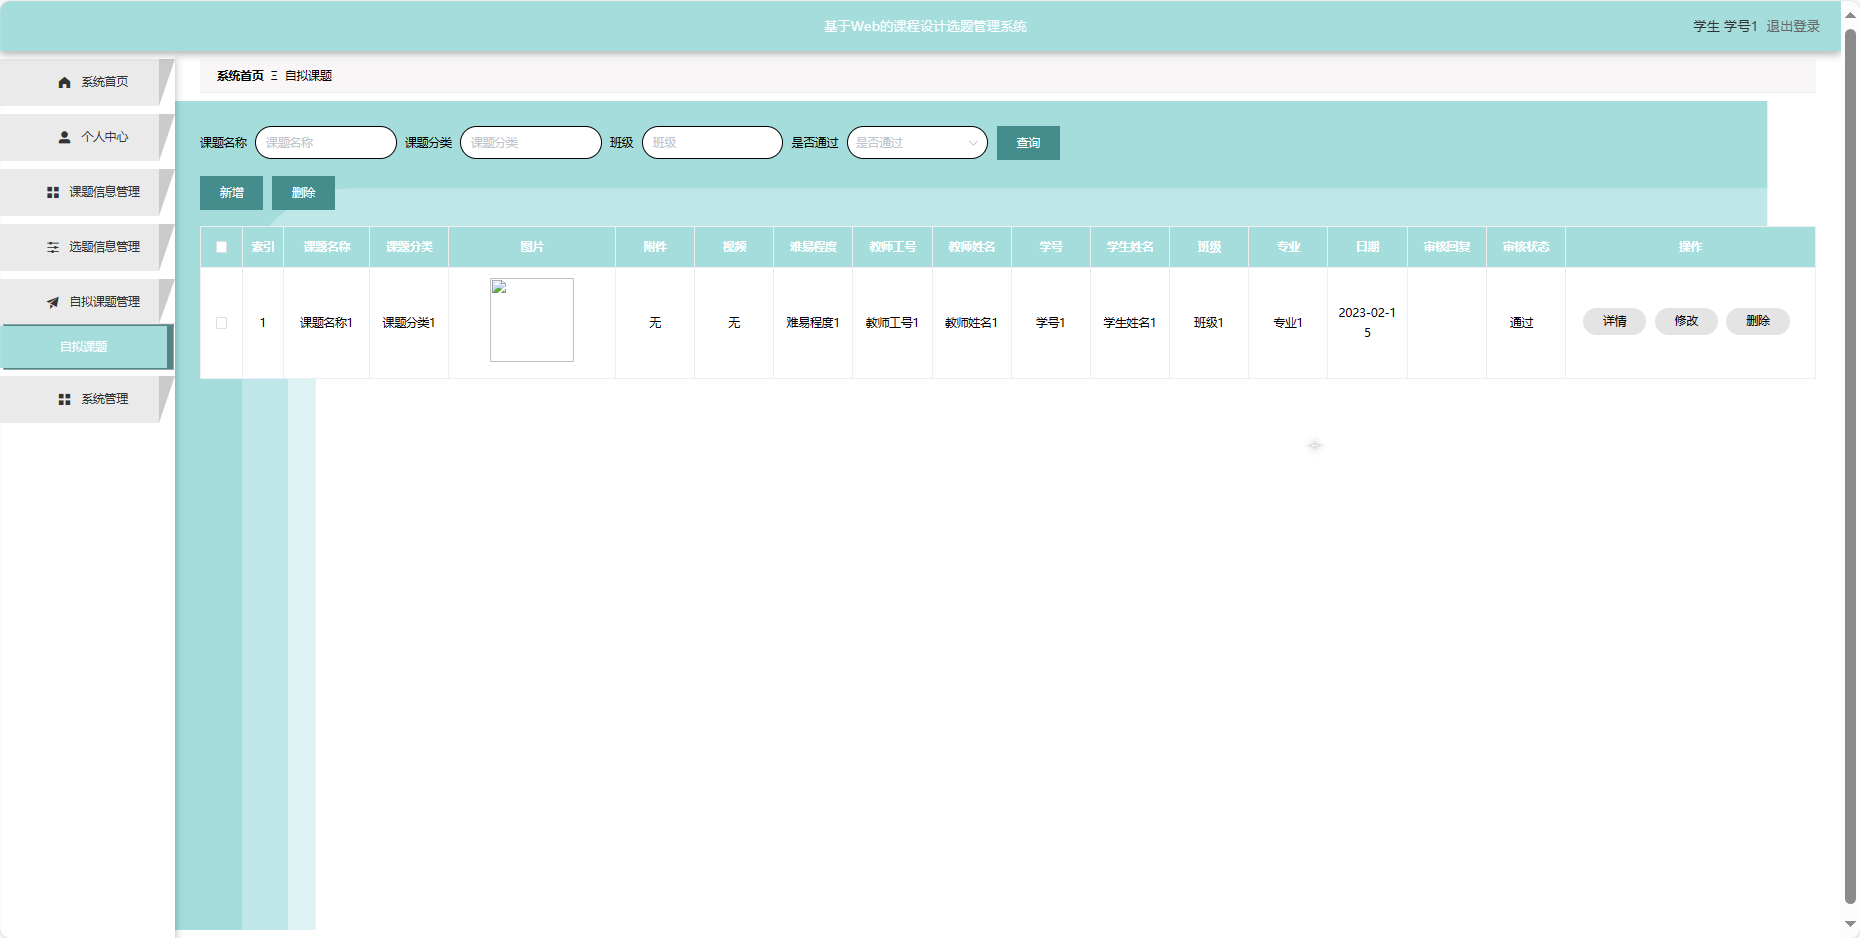 基于Web的课程设计选题管理系统
学生 学号1 退出登录
系统首页
个人中心
课题信息管理
选题信息管理
自拟课题管理
自拟课题
系统管理
系统首页 Ξ 自拟课题
课题名称 课题名称 课题分类 课题分类 班级 班级 是否通过 是否通过 查询
新增 删除
索引 课题名称 课题分类 图片 附件 视频 难易程度 教师工号 教师姓名 学号 学生姓名 班级 专业 日期 审核回复 审核状态 操作
1 课题名称1 课题分类1 无 无 难易程度1 教师工号1 教师姓名1 学号1 学生姓名1 班级1 专业1 2023-02-1 通过 详情 修改 删除
5